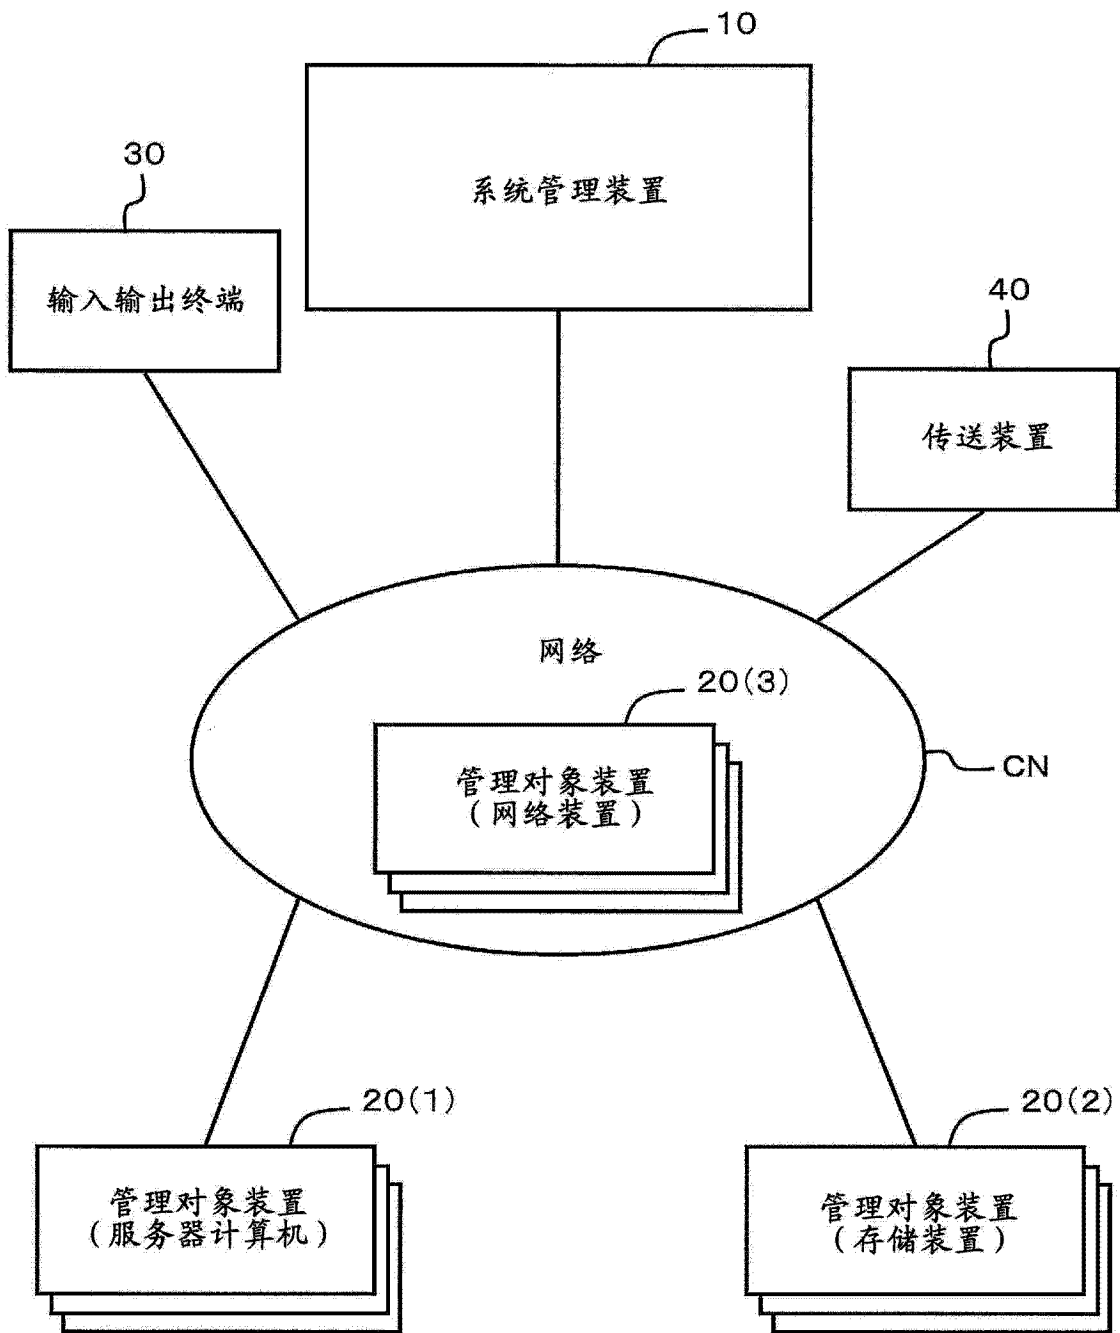 10
系统管理装置
30
输入输出终端
40
传送装置
网络
20(3)
管理对象装置
(网络装置)
CN
20(1)
管理对象装置
(服务器计算机)
20(2)
管理对象装置
(存储装置)